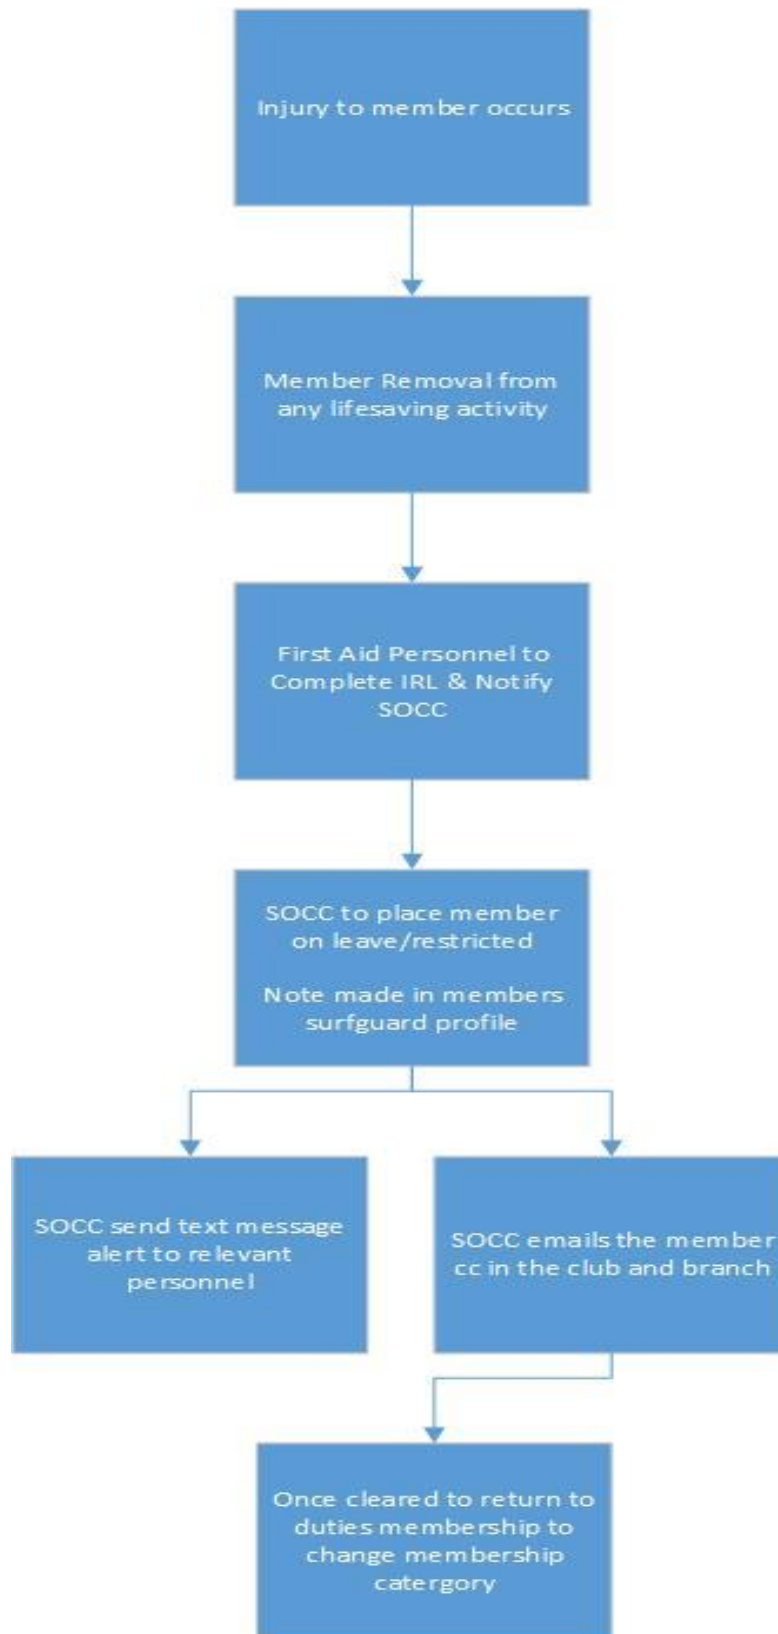 Injury to member occurs
Member Removal from
any lifesaving activity
First Aid Personnel to
Complete IRL & Notify
SOCC
SOCC to place member
on leave/restricted
Note made in members
surfguard profile
SOCC send text message
alert to relevant
personnel
SOCC emails the member
cc in the club and branch
Once cleared to return to
duties membership to
change membership
catergory